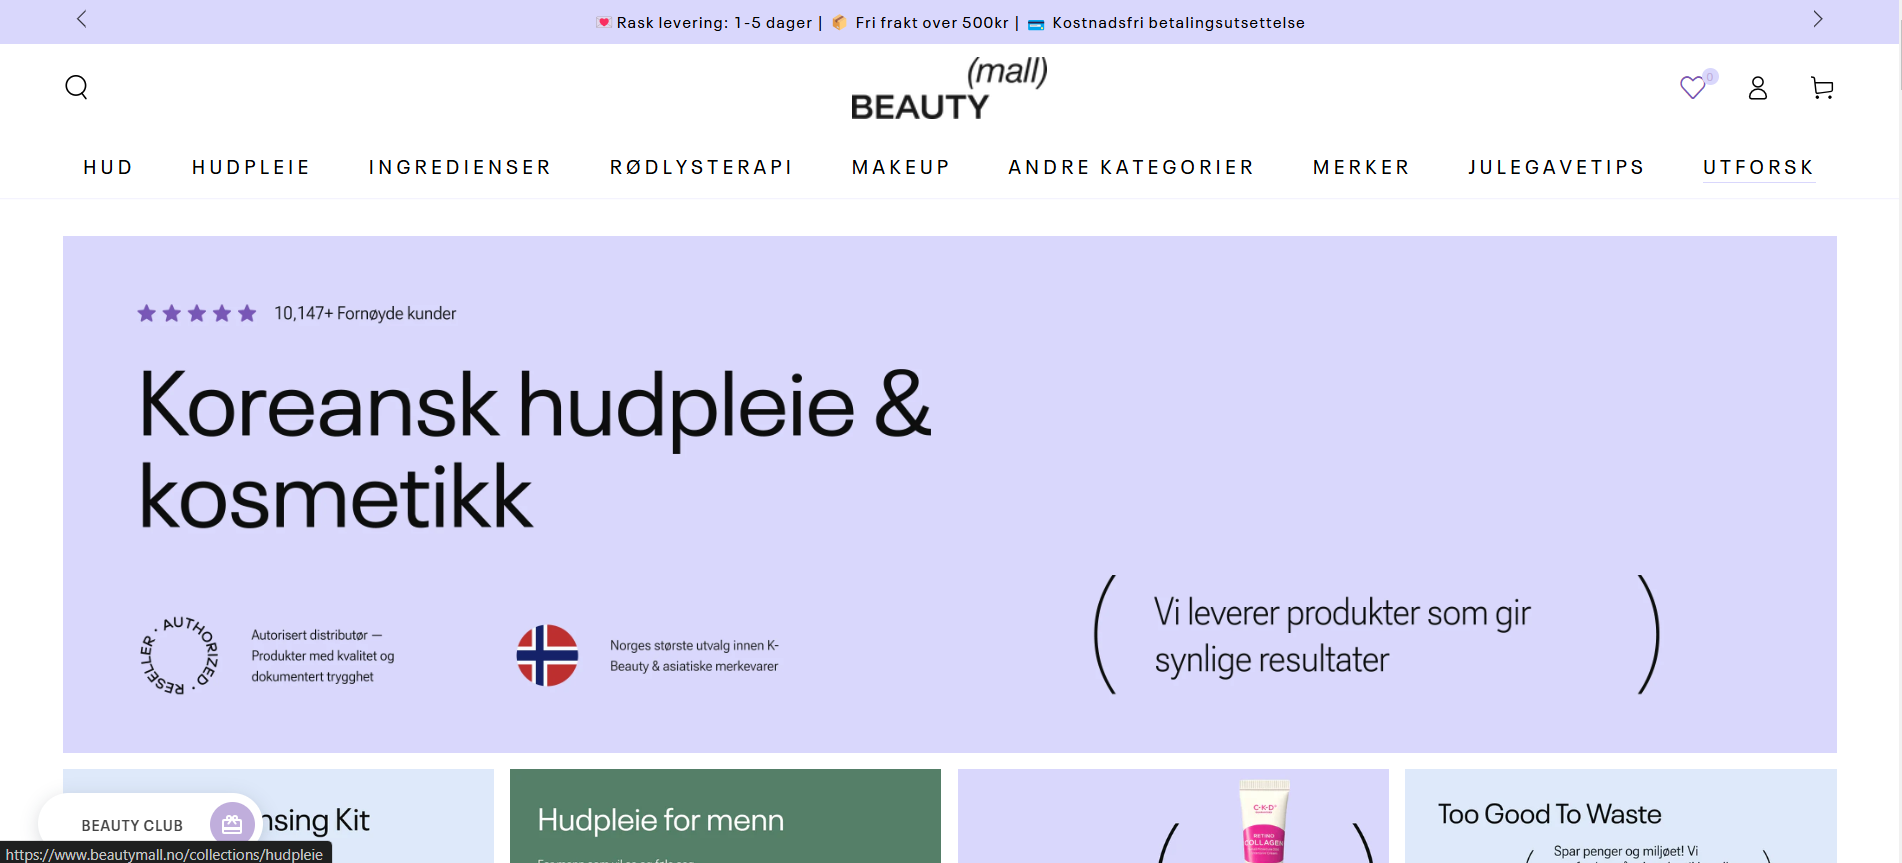 Rask levering: 1-5 dager | Fri frakt over 500kr | Kostnadsfri betalingsutsettelse
(mall)
BEAUTY
0
HUD HUDPLEIE INGREDIENSER RØDLYSTERAPI MAKEUP ANDRE KATEGORIER MERKER JULEGAVETIPS UTFORSK
10,147+ Fornøyde kunder
Koreansk hudpleie &
kosmetikk
AUTHORIZED · RESELLER ·
Autorisert distributør —
Produkter med kvalitet og
dokumentert trygghet
Norges største utvalg innen K-
Beauty & asiatiske merkevarer
Vi leverer produkter som gir
synlige resultater
nsing Kit
BEAUTY CLUB
Hudpleie for menn
C·K·D
RETINO
COLLAGEN
Too Good To Waste
Spar penger og miljøet! Vi
https://www.beautymall.no/collections/hudpleie